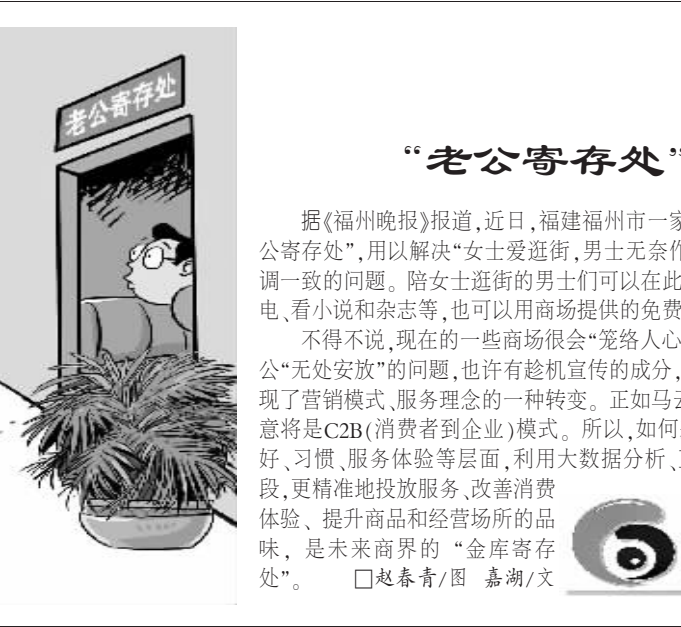 老公寄存处
“老公寄存处”
据《福州晚报》报道,近日,福建福州市一家
公寄存处”,用以解决“女士爱逛街,男士无奈作
调一致的问题。陪女士逛街的男士们可以在此
电、看小说和杂志等,也可以用商场提供的免费
不得不说,现在的一些商场很会“笼络人心
公“无处安放”的问题,也许有趁机宣传的成分,
现了营销模式、服务理念的一种转变。正如马云
意将是C2B(消费者到企业)模式。所以,如何
好、习惯、服务体验等层面,利用大数据分析、
段,更精准地投放服务、改善消费
体验、提升商品和经营场所的品
味,是未来商界的“金库寄存
处”。 □赵春青/图 嘉湖/文